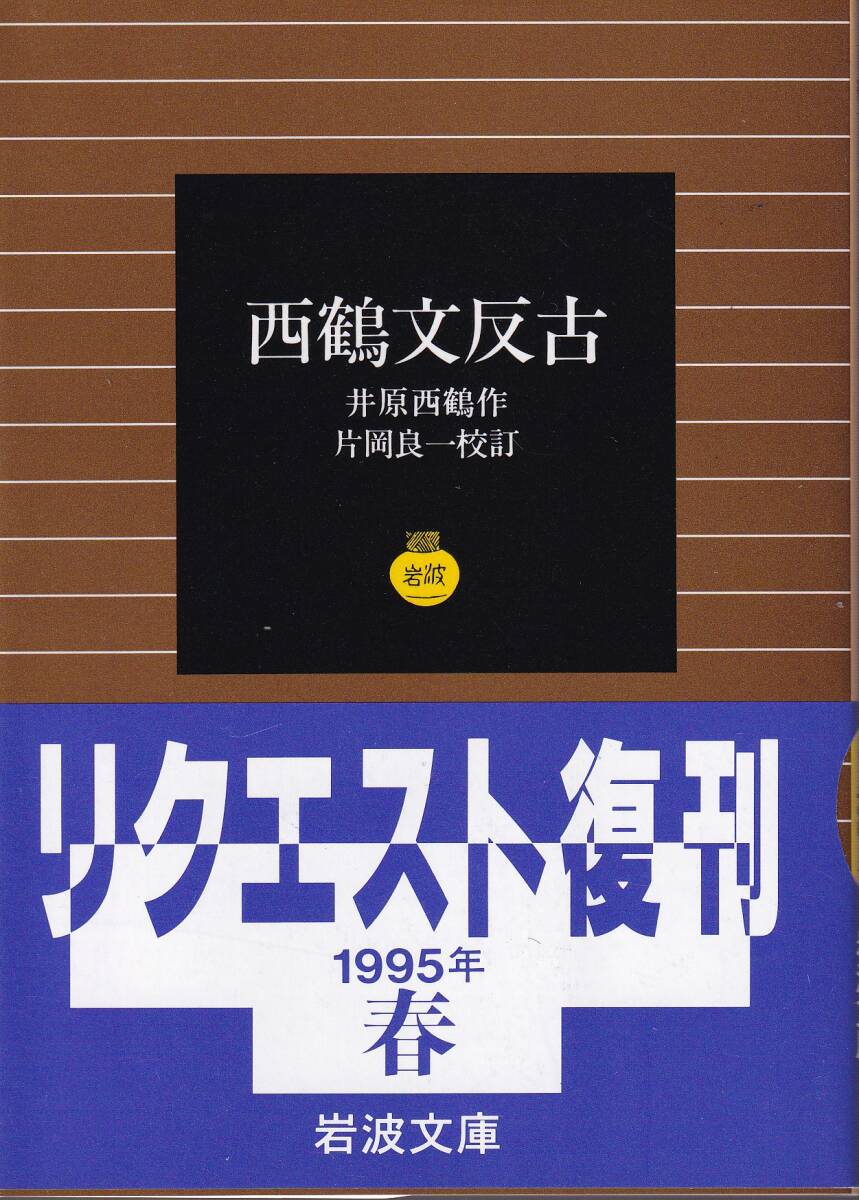 西鶴文反古
井原西鶴作
片岡良一校訂
岩波
リクエスト復刊
1995年
春
岩波文庫